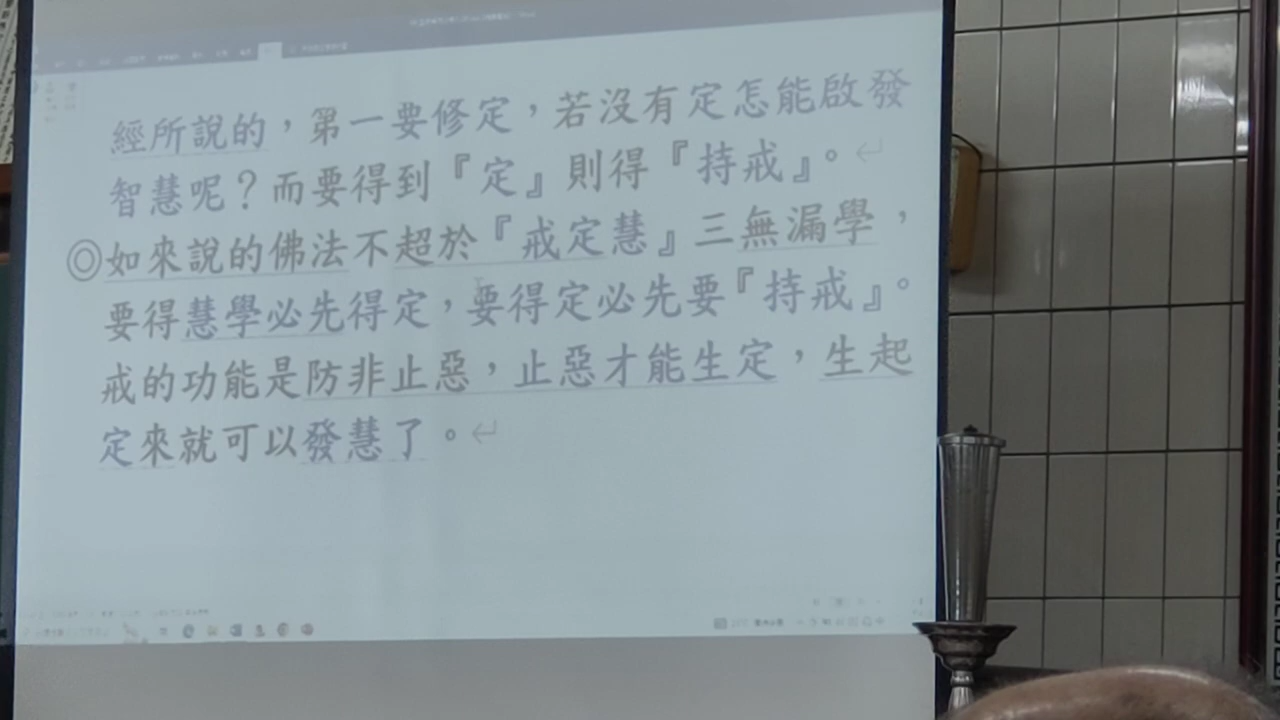 經所說的，第一要修定，若沒有定怎能啟發
智慧呢？而要得到『定』則得『持戒』。
◎如來說的佛法不超於『戒定慧』三無漏學，
要得慧學必先得定，要得定必先要『持戒』。
戒的功能是防非止惡，止惡才能生定，生起
定來就可以發慧了。